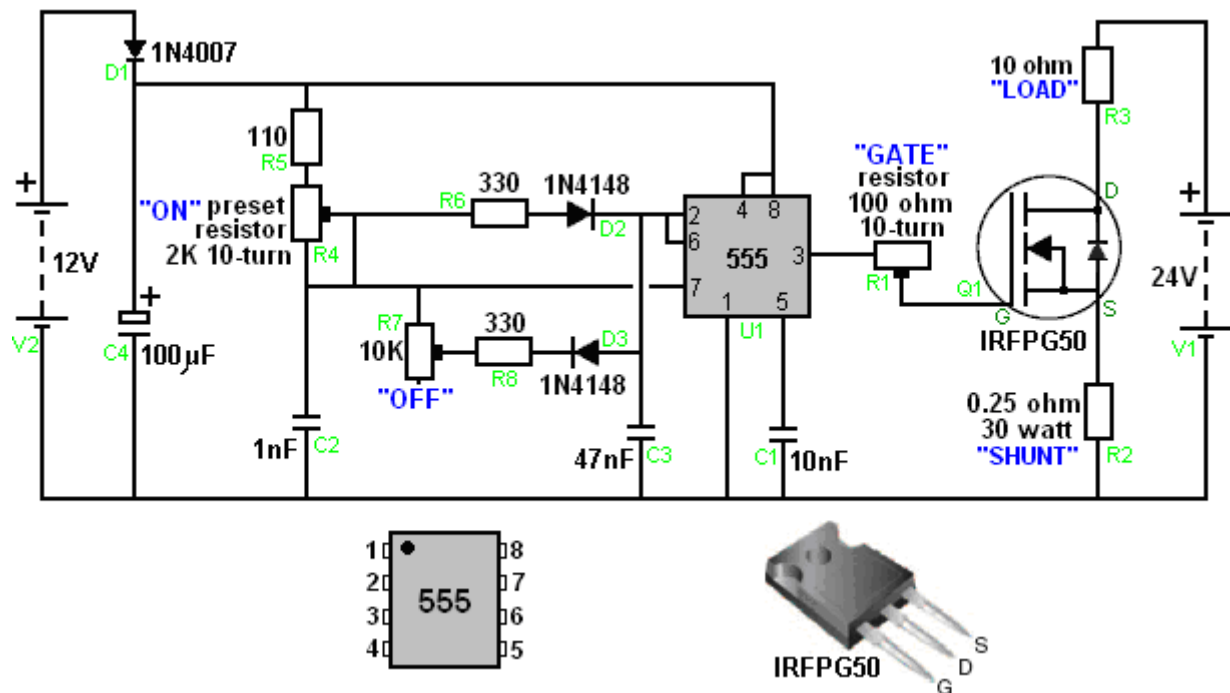 1N4007
D1
10 ohm
"LOAD"
R3
110
R5
"GATE"
resistor
100 ohm
10-turn
"ON" preset
resistor
2K 10-turn
R4
330
R6
1N4148
D2
4 8
2
6
7
555
3
1 5
U1
R1
D
Q1
G
S
IRFPG50
+
12V
V2
+
C4
100µF
R7
10K
"OFF"
330
R8
D3
1N4148
+
24V
V1
0.25 ohm
30 watt
"SHUNT"
R2
1nF
C2
47nF
C3
C1
10nF
1
2
3
4
555
8
7
6
5
IRFPG50
S
D
G